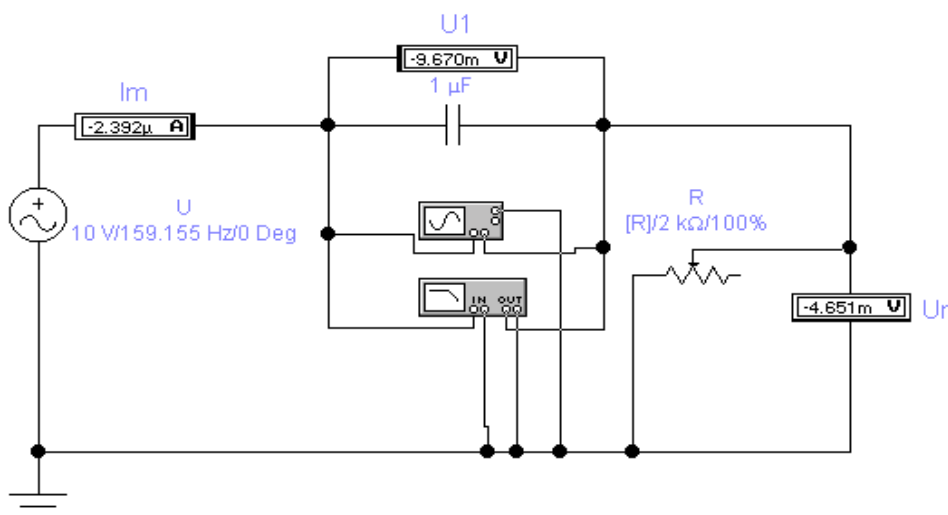 U1
-9.670m V
1 µF
Im
-2.392µ A
U
10 V/159.155 Hz/0 Deg
R
[R]/2 kΩ/100%
IN OUT
-4.651m V
Ur